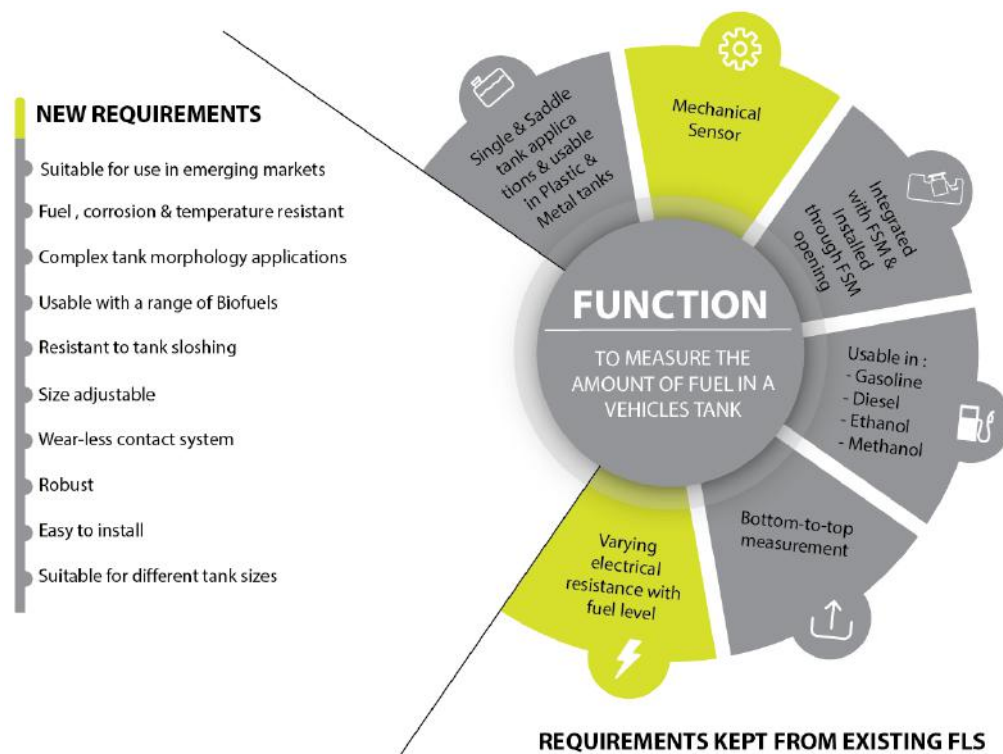 NEW REQUIREMENTS
Suitable for use in emerging markets
Fuel , corrosion & temperature resistant
Complex tank morphology applications
Usable with a range of Biofuels
Resistant to tank sloshing
Size adjustable
Wear-less contact system
Robust
Easy to install
Suitable for different tank sizes
Single & Saddle
tank applica
tions & usable
in Plastic &
Metal tanks
Mechanical
Sensor
Integrated
with FSM &
Installed
through FSM
opening
Usable in :
- Gasoline
- Diesel
- Ethanol
- Methanol
Bottom-to-top
measurement
Varying
electrical
resistance with
fuel level
FUNCTION
TO MEASURE THE
AMOUNT OF FUEL IN A
VEHICLES TANK
REQUIREMENTS KEPT FROM EXISTING FLS